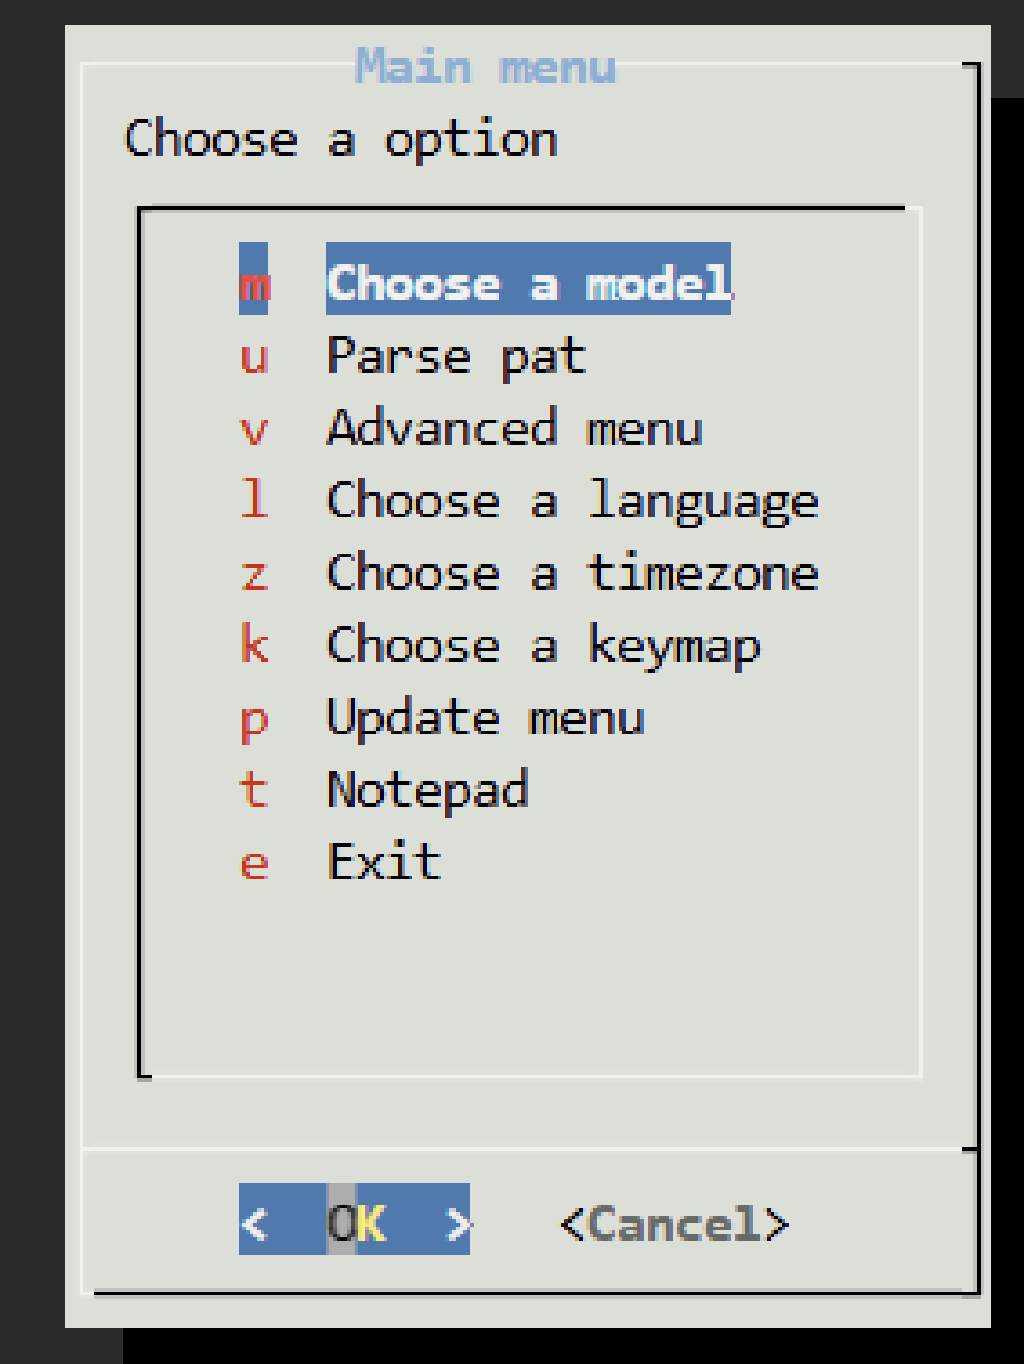 Main menu
Choose a option
m Choose a model
u Parse pat
v Advanced menu
l Choose a language
z Choose a timezone
k Choose a keymap
p Update menu
t Notepad
e Exit
< OK > <Cancel>